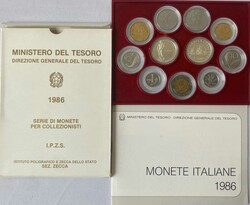 MINISTERO DEL TESORO
DIREZIONE GENERALE DEL TESORO
1986
SERIE DI MONETE
PER COLLEZIONISTI
I.P.Z.S.
ISTITUTO POLIGRAFICO E ZECCA DELLO STATO
SEZ. ZECCA
MINISTERO DEL TESORO DIREZIONE GENERALE DEL TESORO
MONETE ITALIANE
1986